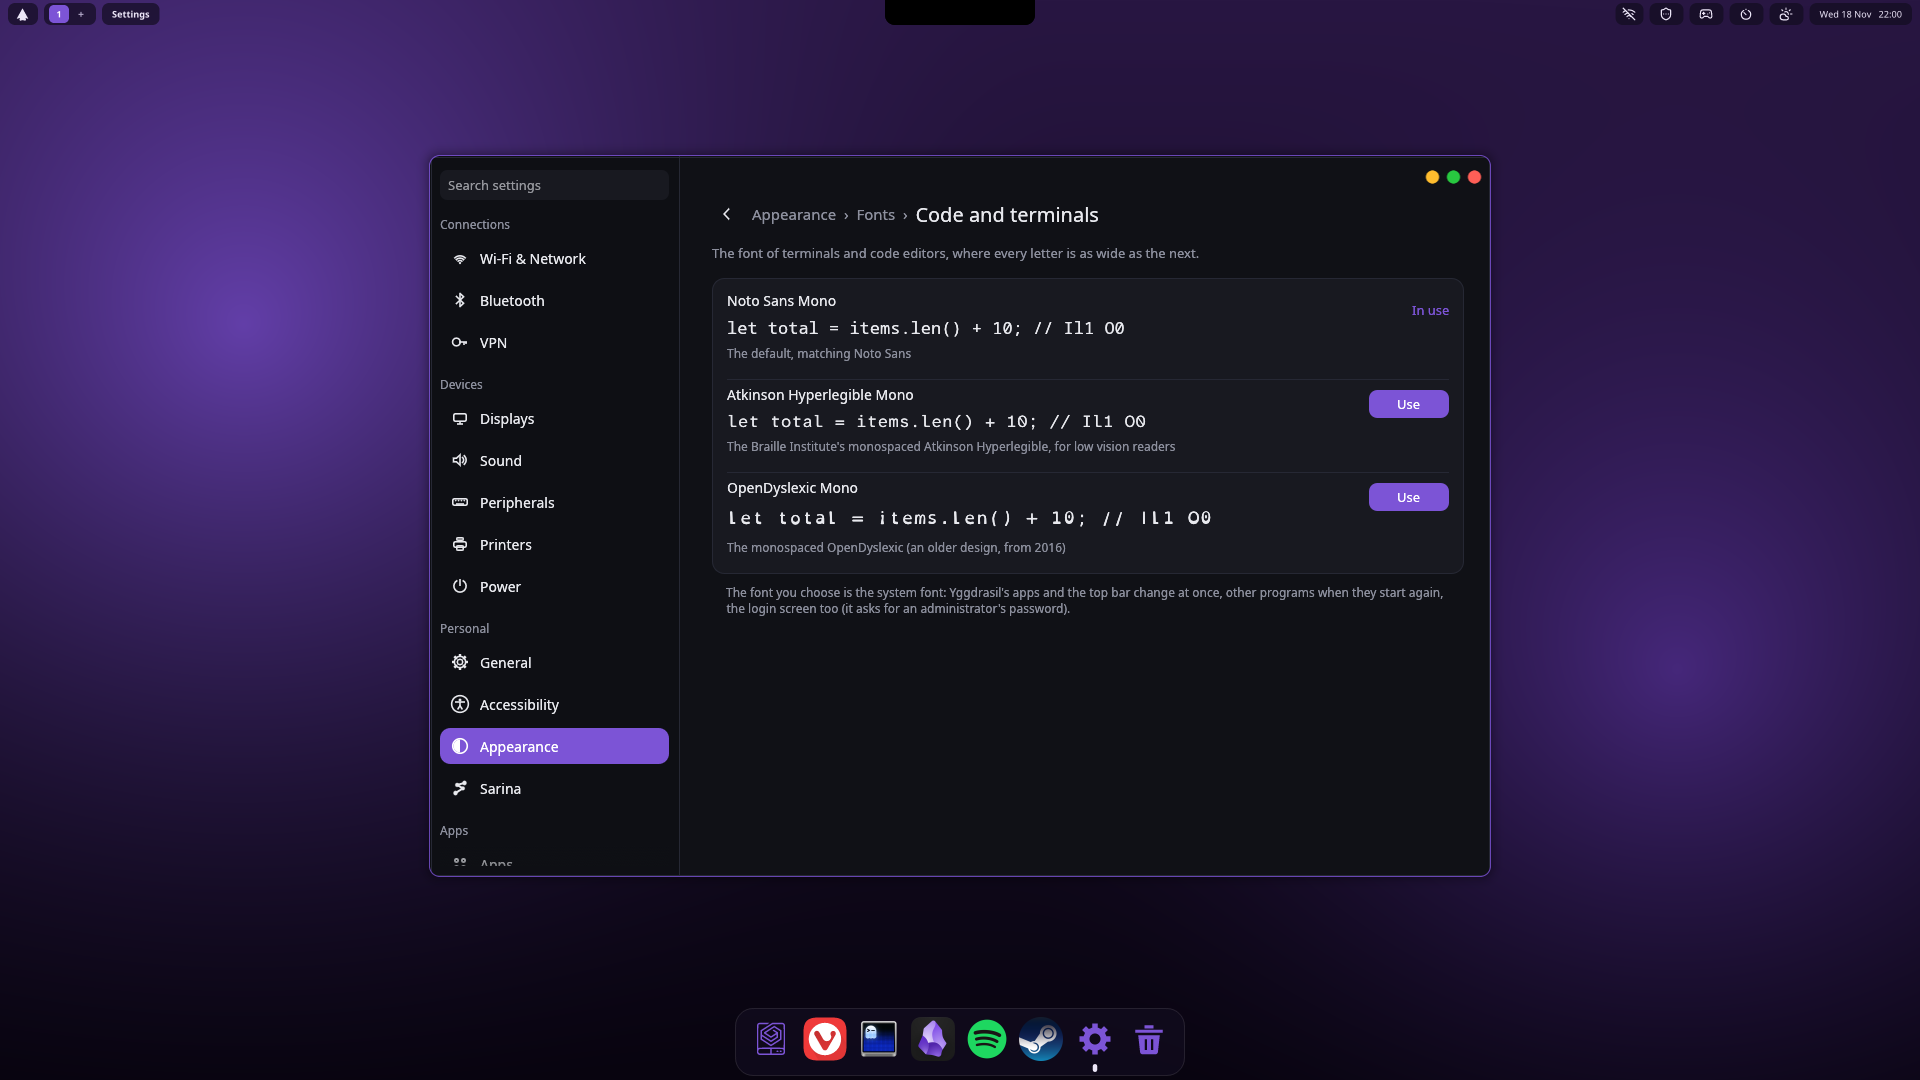 1 + Settings
Wed 18 Nov 22:00
Search settings
Connections
Wi-Fi & Network
Bluetooth
VPN
Devices
Displays
Sound
Peripherals
Printers
Power
Personal
General
Accessibility
Appearance
Sarina
Apps
Apps
Appearance › Fonts › Code and terminals
The font of terminals and code editors, where every letter is as wide as the next.
Noto Sans Mono
In use
let total = items.len() + 10; // Il1 O0
The default, matching Noto Sans
Atkinson Hyperlegible Mono
Use
let total = items.len() + 10; // Il1 O0
The Braille Institute's monospaced Atkinson Hyperlegible, for low vision readers
OpenDyslexic Mono
Use
let total = items.len() + 10; // Il1 O0
The monospaced OpenDyslexic (an older design, from 2016)
The font you choose is the system font: Yggdrasil's apps and the top bar change at once, other programs when they start again,
the login screen too (it asks for an administrator's password).